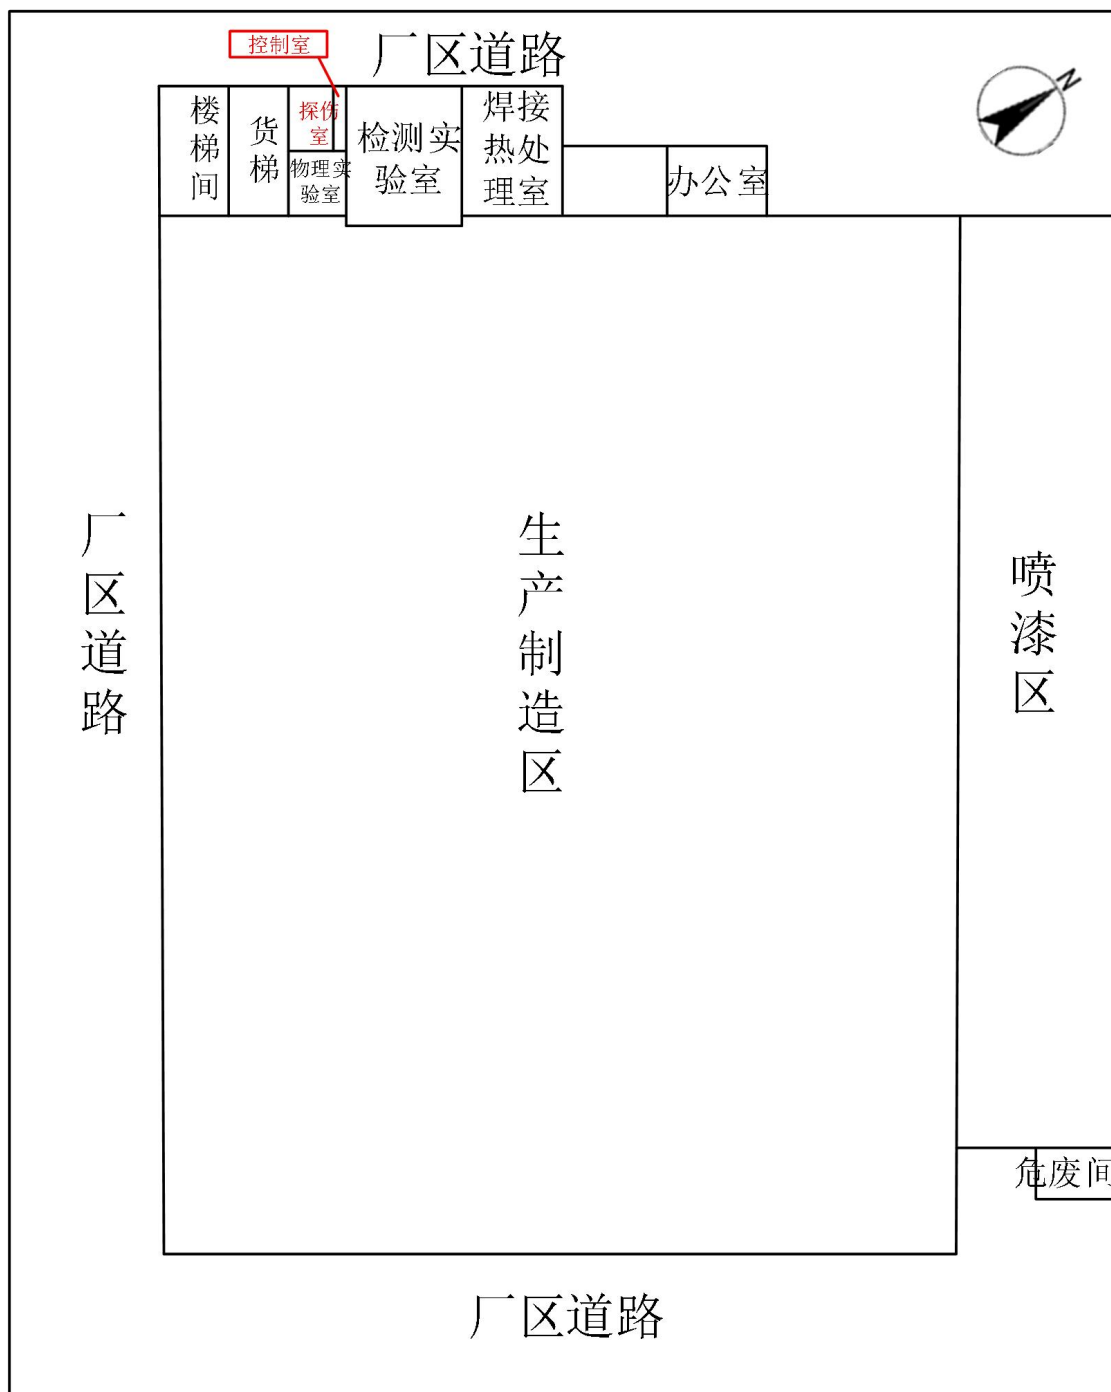 控制室
厂区道路
N
楼梯间
货梯
探伤
室
物理实
验室
检测实
验室
焊接
热处
理室
办公室
厂区道路
生产制造区
喷漆区
危废间
厂区道路